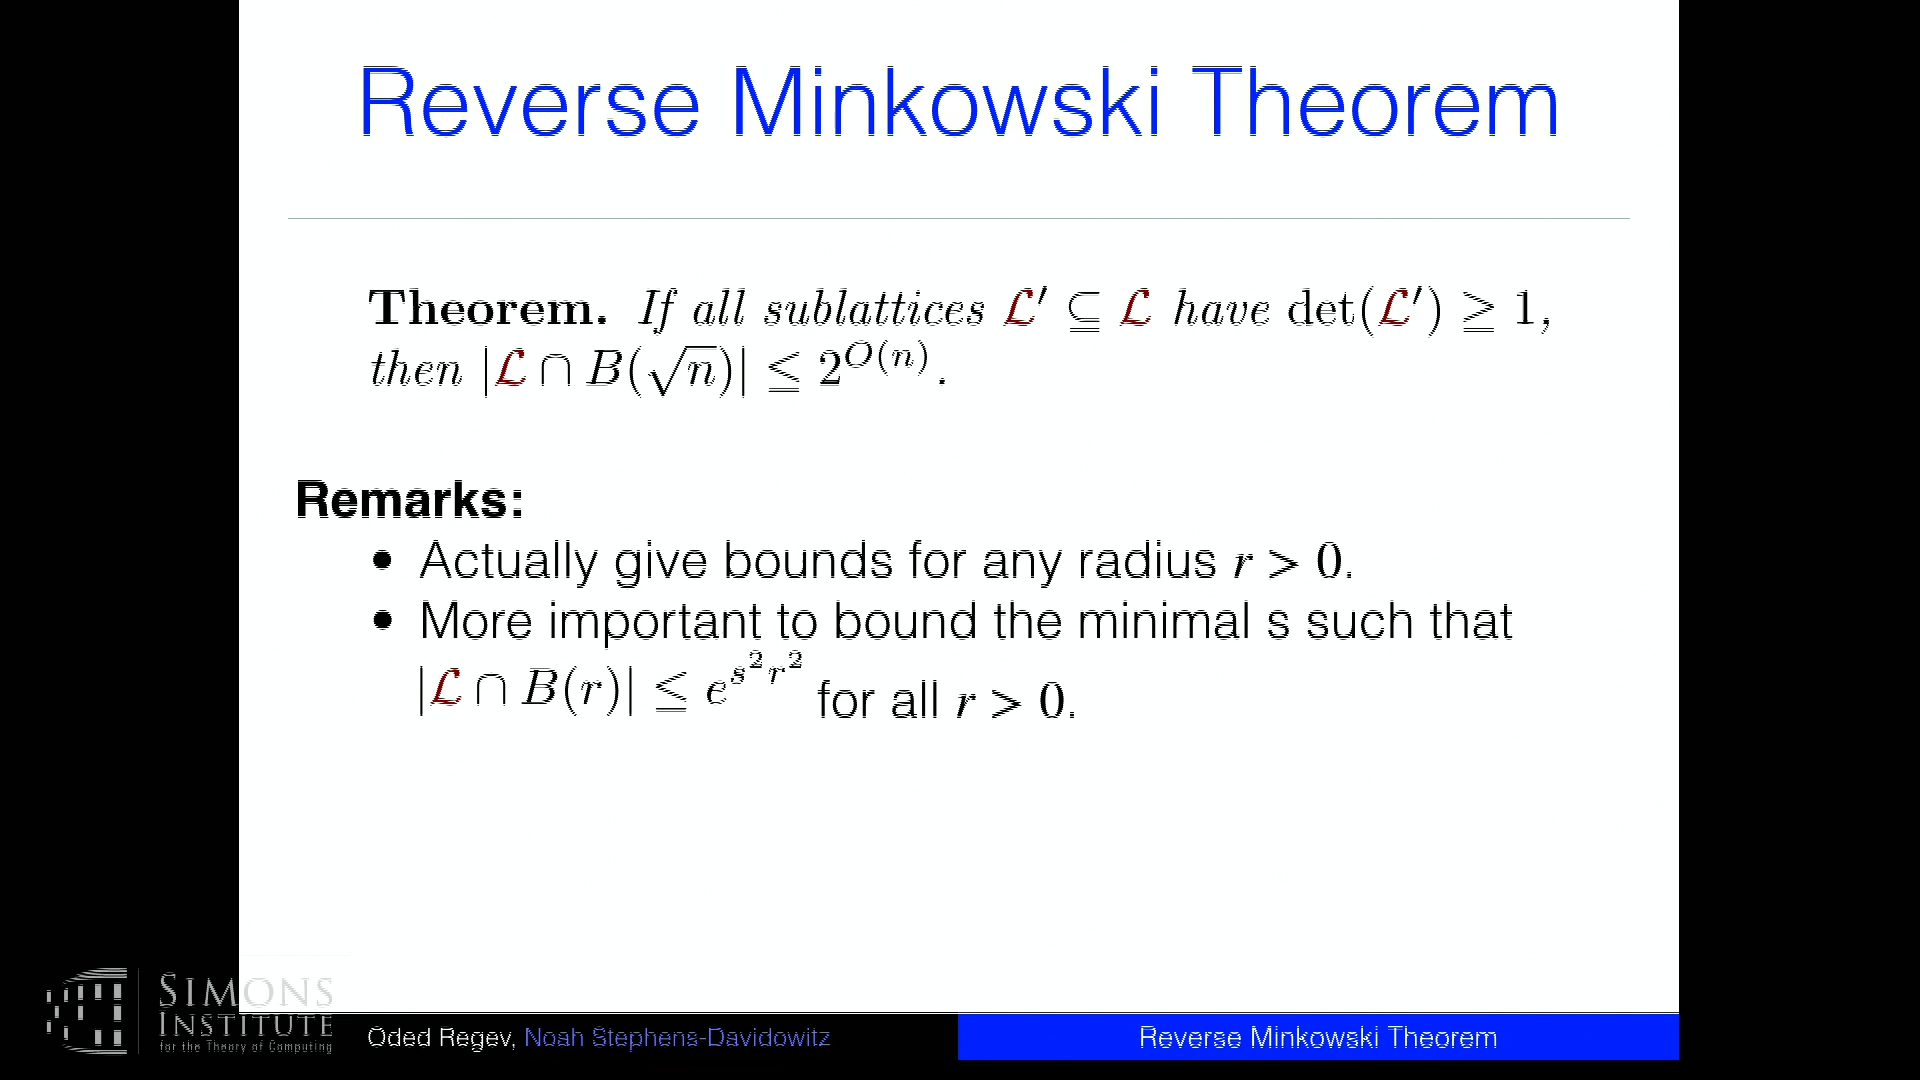 Reverse Minkowski Theorem
Theorem. If all sublattices ℒ′ ⊆ ℒ have det(ℒ′) ≧ 1,
then |ℒ ∩ B(√n)| ≦ 2^{O(n)}.
Remarks:
• Actually give bounds for any radius r > 0.
• More important to bound the minimal s such that
|ℒ ∩ B(r)| ≦ e^{s²r²} for all r > 0.
SIMONS
INSTITUTE
for the Theory of Computing
Oded Regev, Noah Stephens-Davidowitz
Reverse Minkowski Theorem